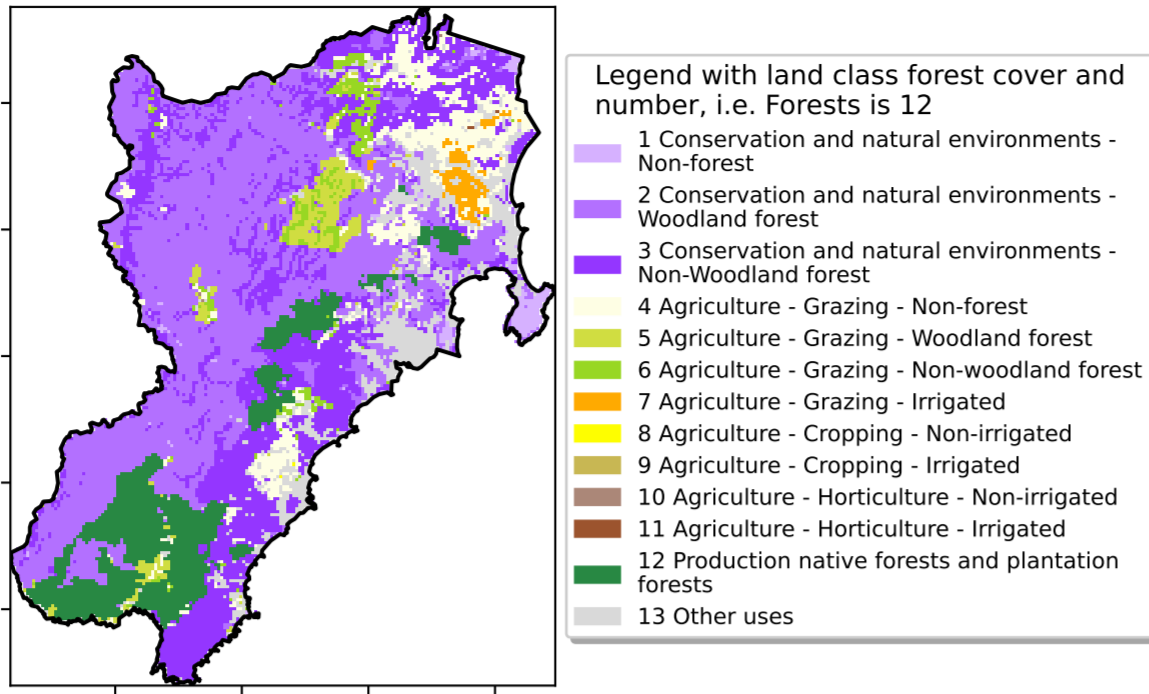 Legend with land class forest cover and
number, i.e. Forests is 12
1 Conservation and natural environments -
Non-forest
2 Conservation and natural environments -
Woodland forest
3 Conservation and natural environments -
Non-Woodland forest
4 Agriculture - Grazing - Non-forest
5 Agriculture - Grazing - Woodland forest
6 Agriculture - Grazing - Non-woodland forest
7 Agriculture - Grazing - Irrigated
8 Agriculture - Cropping - Non-irrigated
9 Agriculture - Cropping - Irrigated
10 Agriculture - Horticulture - Non-irrigated
11 Agriculture - Horticulture - Irrigated
12 Production native forests and plantation
forests
13 Other uses